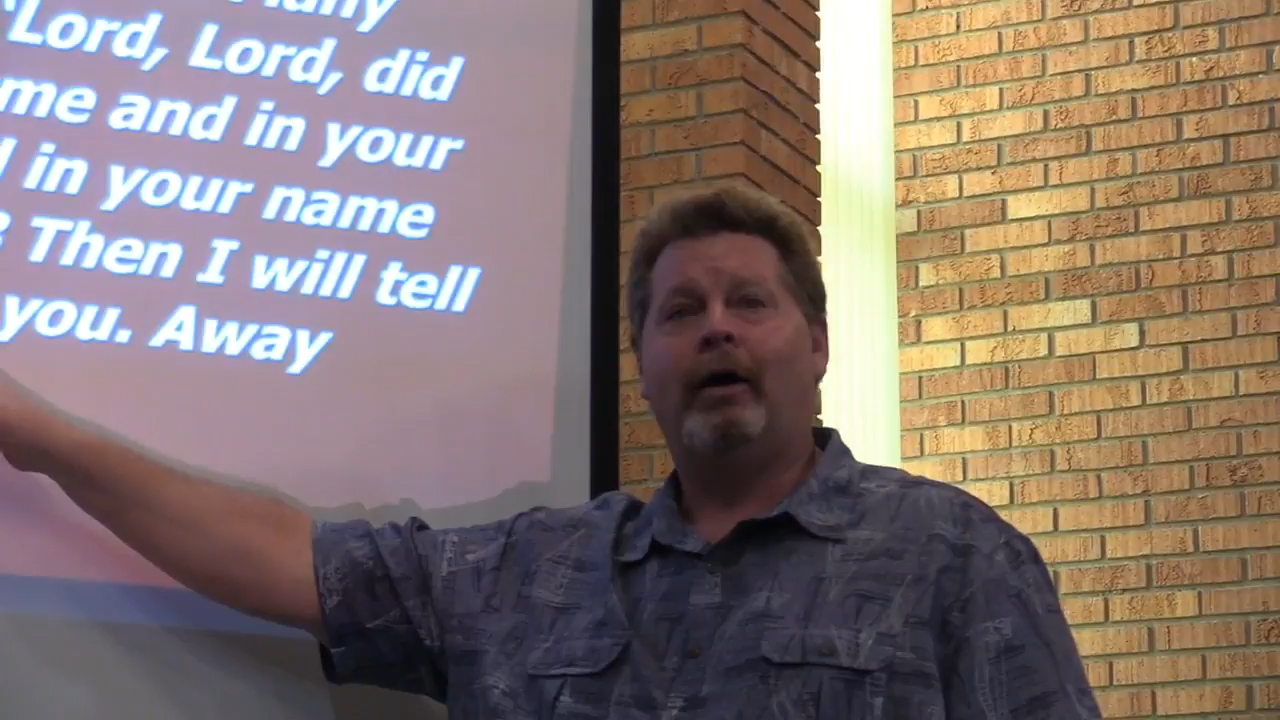 "Lord, Lord, did
me and in your
in your name
Then I will tell
you. Away